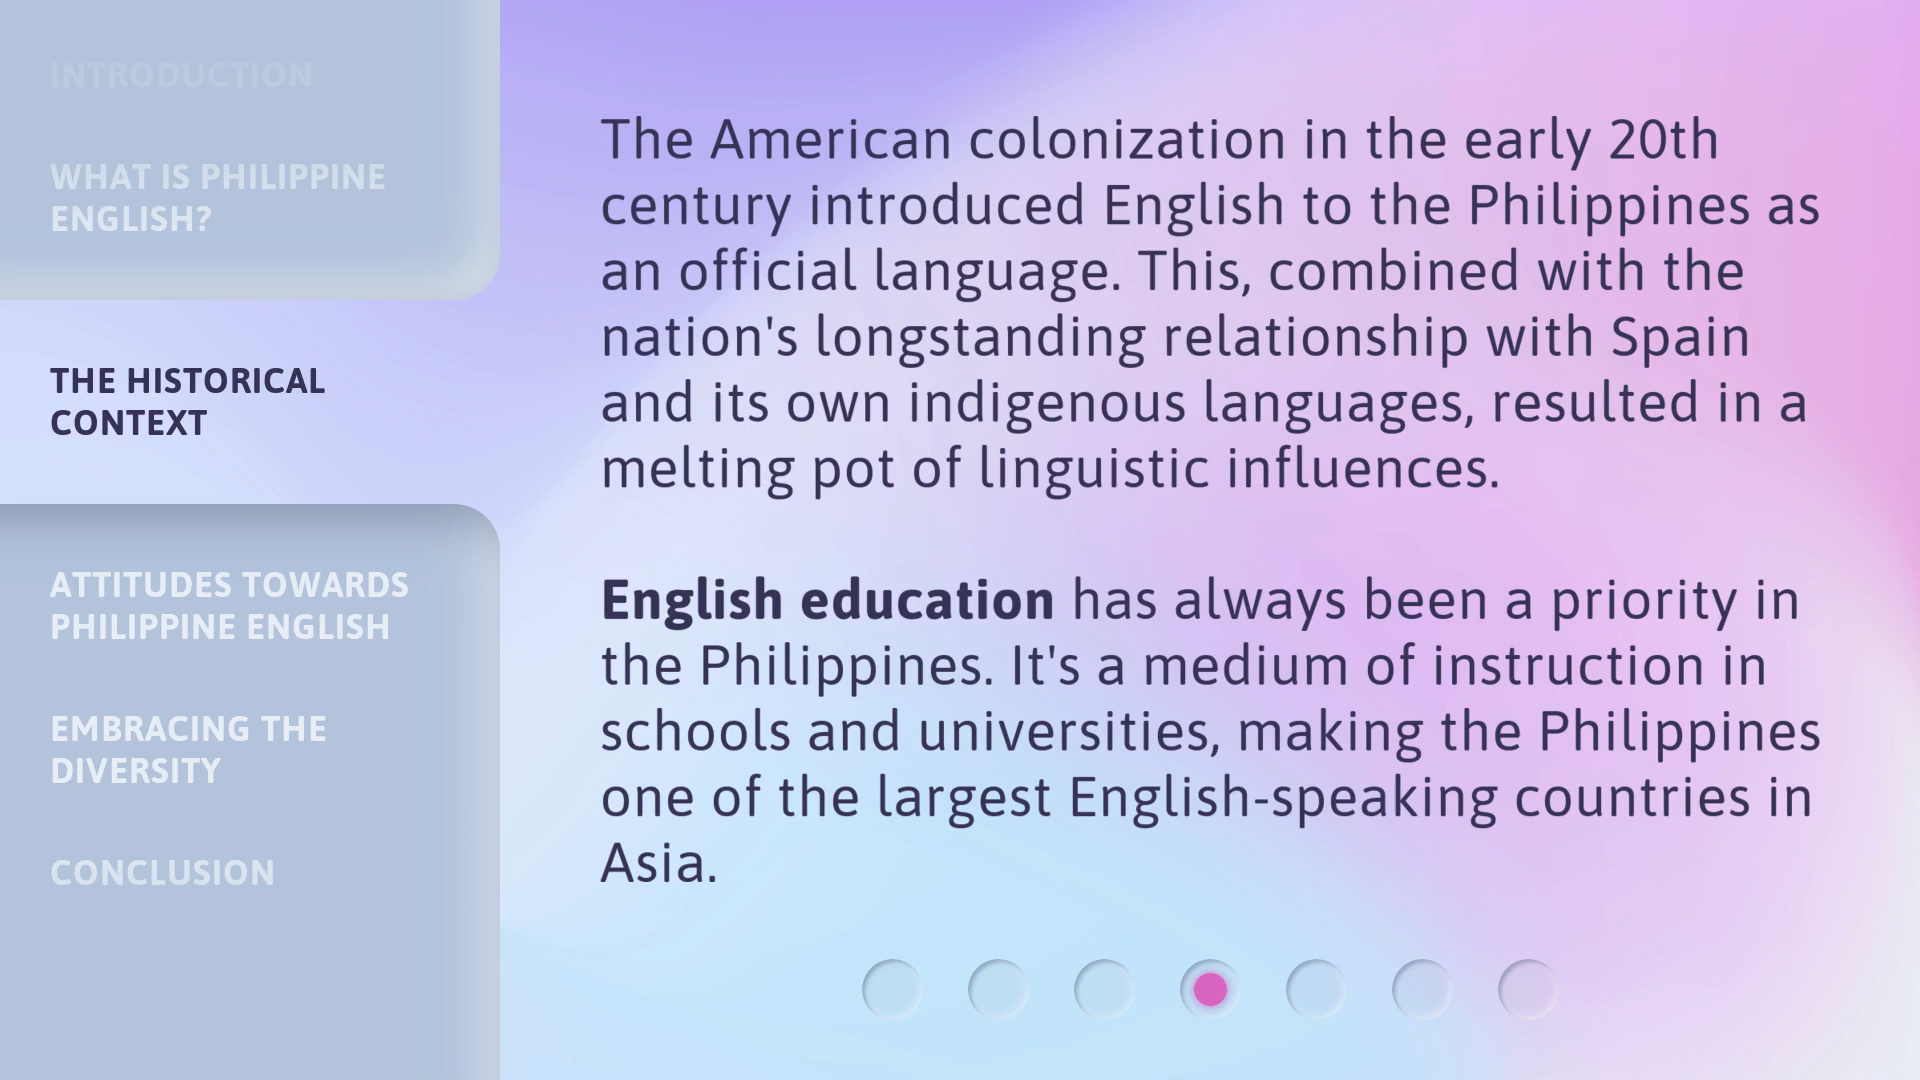 INTRODUCTION
WHAT IS PHILIPPINE
ENGLISH?
THE HISTORICAL
CONTEXT
ATTITUDES TOWARDS
PHILIPPINE ENGLISH
EMBRACING THE
DIVERSITY
CONCLUSION
The American colonization in the early 20th
century introduced English to the Philippines as
an official language. This, combined with the
nation's longstanding relationship with Spain
and its own indigenous languages, resulted in a
melting pot of linguistic influences.
English education has always been a priority in
the Philippines. It's a medium of instruction in
schools and universities, making the Philippines
one of the largest English-speaking countries in
Asia.